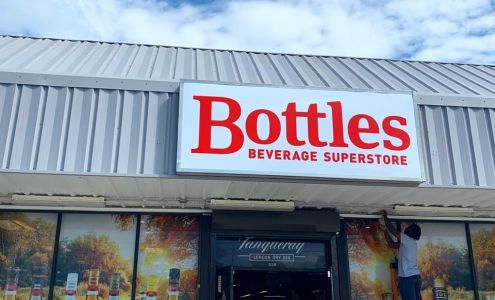 Bottles
BEVERAGE SUPERSTORE
Tanqueray
LONDON DRY GIN